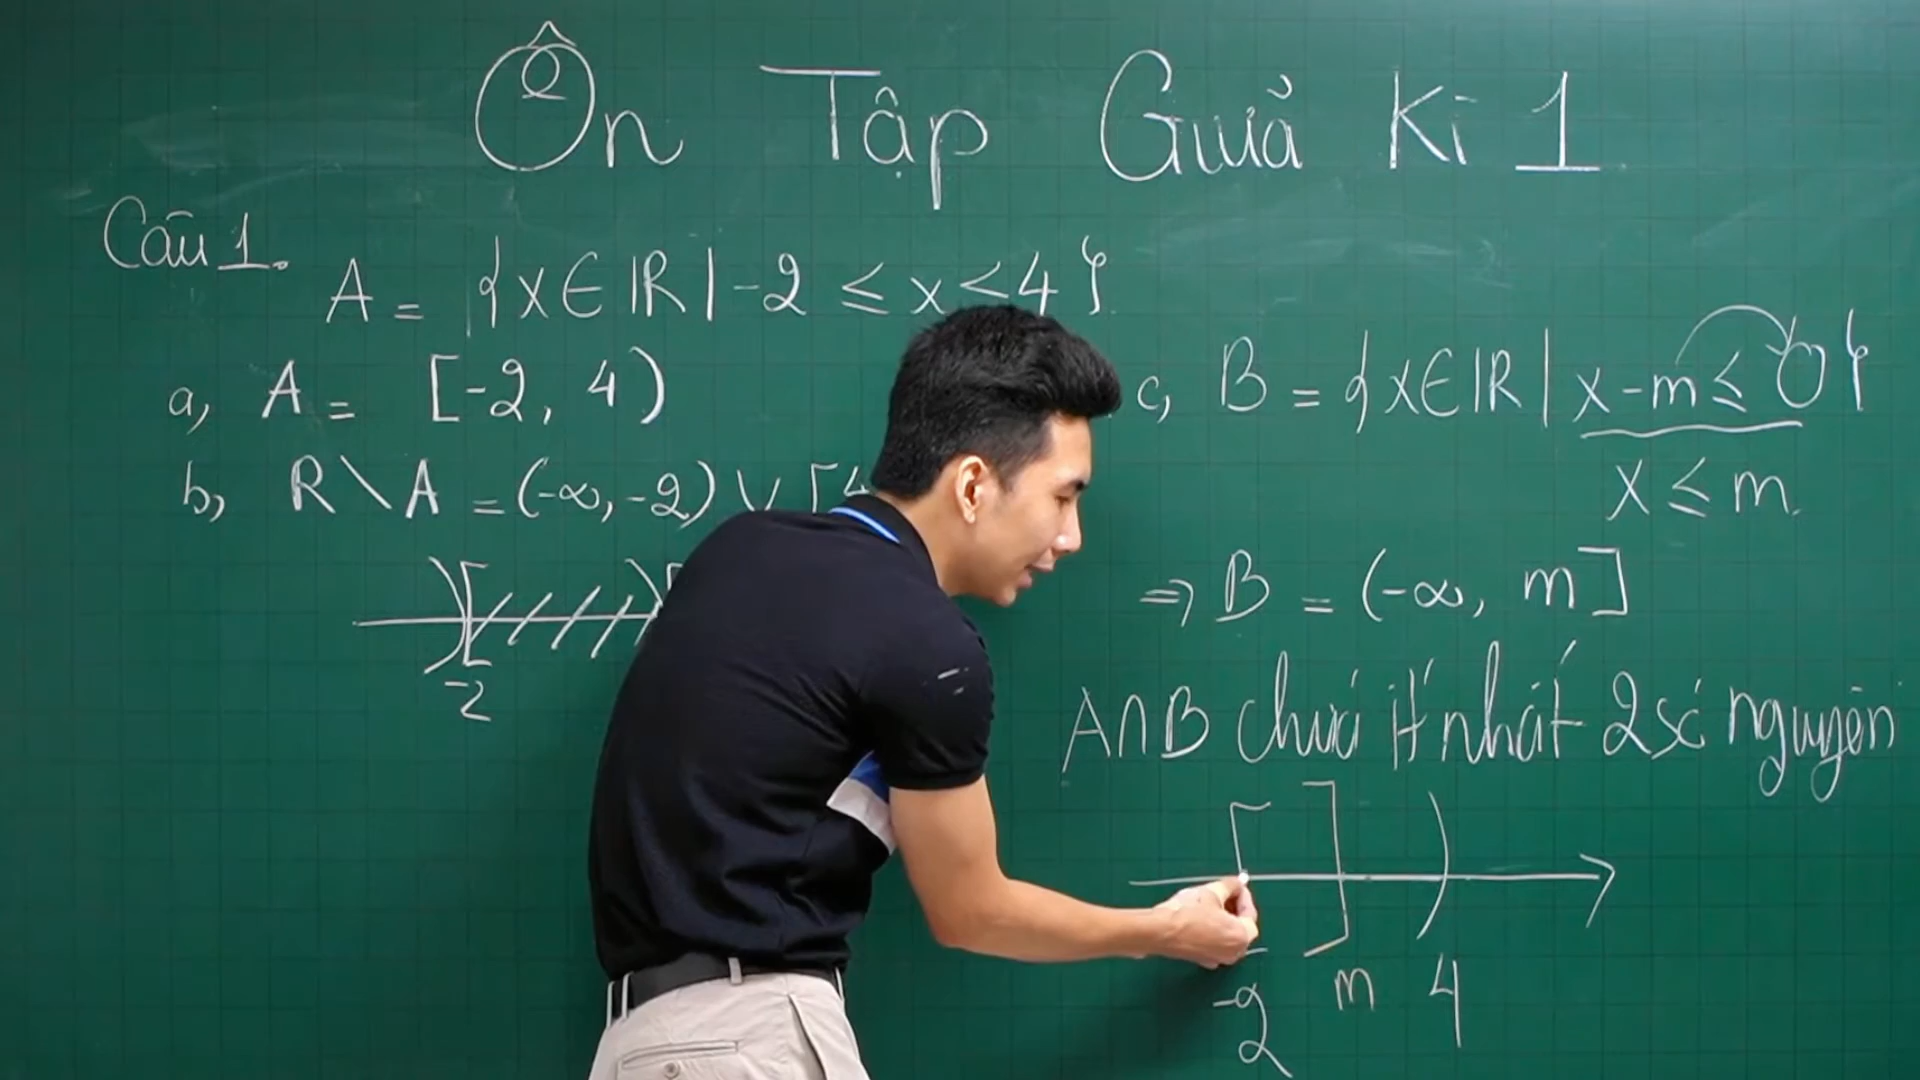 Ôn Tập Giữa Kì 1
Câu 1.
A = {x ∈ ℝ | -2 ≤ x < 4}
a, A = [-2, 4)
b, R \ A = (-∞, -2) ∪ [4
-2
c, B = {x ∈ ℝ | x - m ≤ 0}
x ≤ m.
⇒ B = (-∞, m]
A ∩ B chứa ít nhất 2 số nguyên
-2 m 4